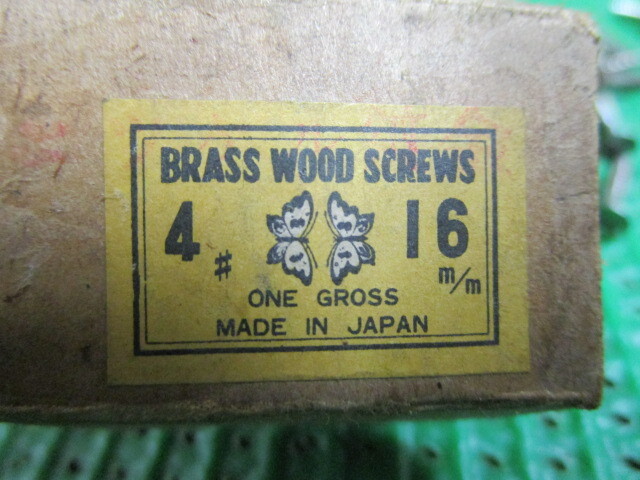 BRASS WOOD SCREWS
4 # 16 m/m
ONE GROSS
MADE IN JAPAN